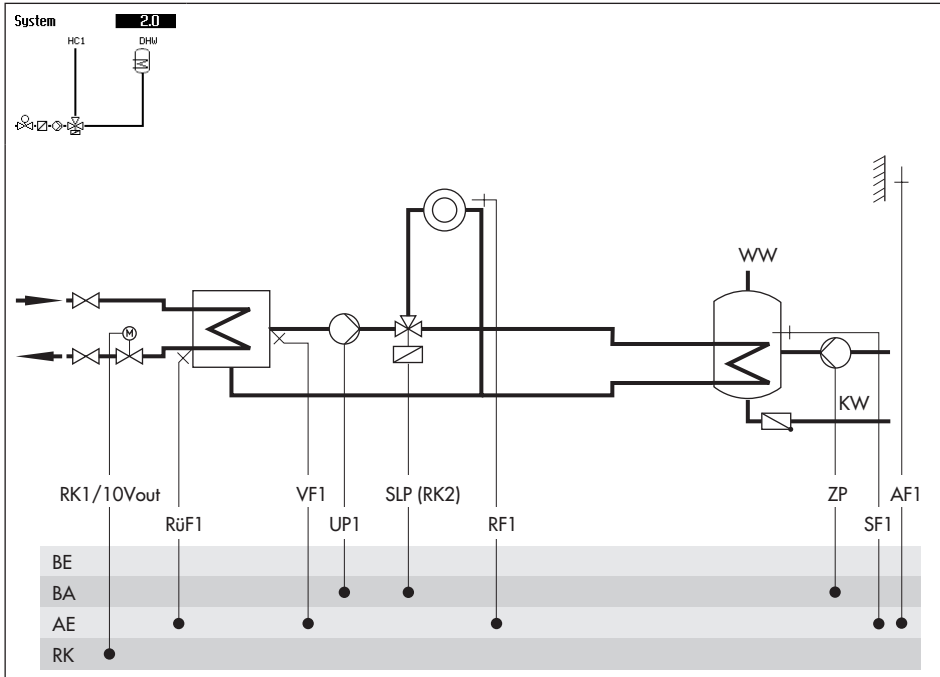 System 2.0
HC1 DHW
WW
M
KW
RK1/10Vout VF1 SLP (RK2) ZP AF1
RüF1 UP1 RF1 SF1
BE
BA
AE
RK